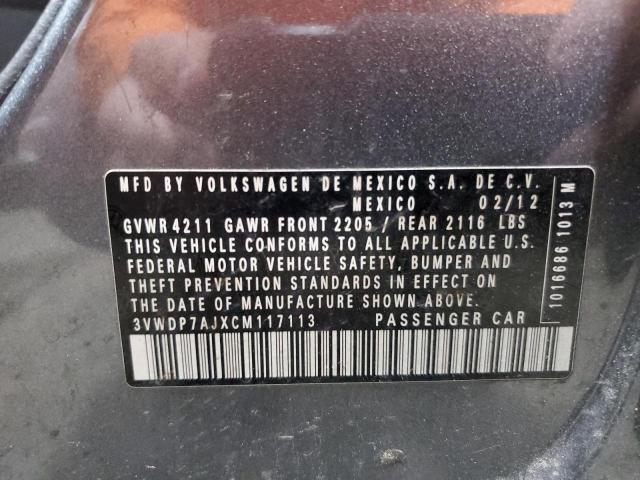 MFD BY VOLKSWAGEN DE MEXICO S.A. DE C.V.
MEXICO 02/12
GVWR 4211 GAWR FRONT 2205 / REAR 2116 LBS
THIS VEHICLE CONFORMS TO ALL APPLICABLE U.S.
FEDERAL MOTOR VEHICLE SAFETY, BUMPER AND
THEFT PREVENTION STANDARDS IN EFFECT ON
THE DATE OF MANUFACTURE SHOWN ABOVE.
3VWDP7AJXCM117113 PASSENGER CAR
1016686 1013 M